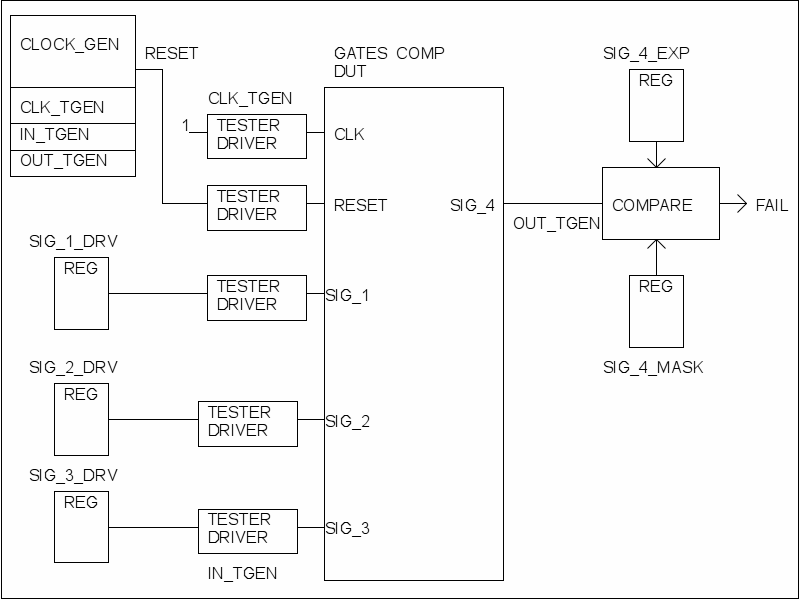 CLOCK_GEN
CLK_TGEN
IN_TGEN
OUT_TGEN
RESET
CLK_TGEN
1
TESTER
DRIVER
TESTER
DRIVER
SIG_1_DRV
REG
TESTER
DRIVER
SIG_2_DRV
REG
TESTER
DRIVER
SIG_3_DRV
REG
TESTER
DRIVER
IN_TGEN
GATES COMP
DUT
CLK
RESET
SIG_4
SIG_1
SIG_2
SIG_3
OUT_TGEN
SIG_4_EXP
REG
COMPARE
FAIL
REG
SIG_4_MASK